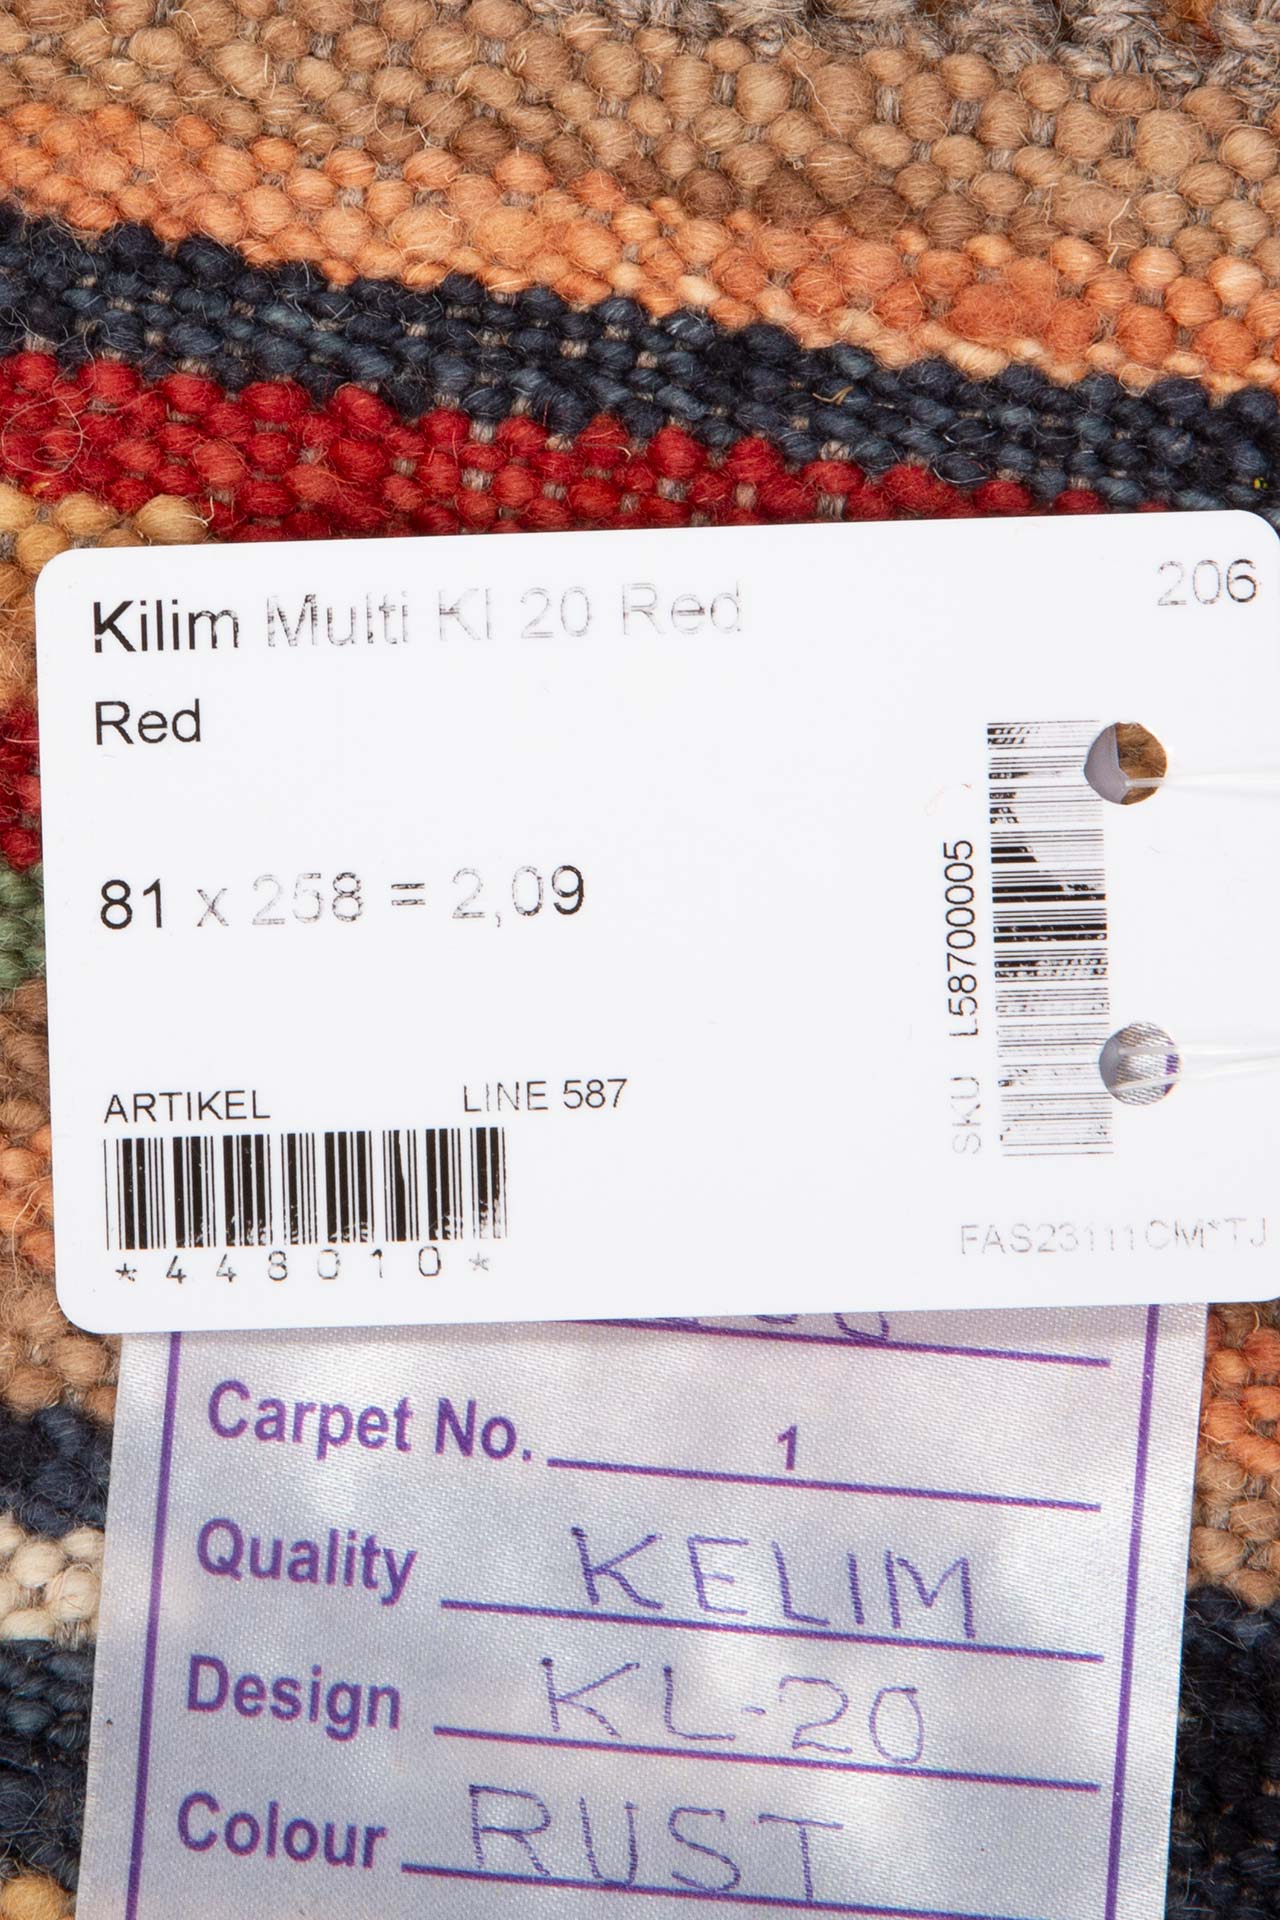 Kilim Multi Kl 20 Red
206
Red
81 x 258 = 2,09
SKU L5870005
ARTIKEL LINE 587
*448010*
FAS23111CM*TJ
Carpet No. 1
Quality KELIM
Design KL-20
Colour RUST